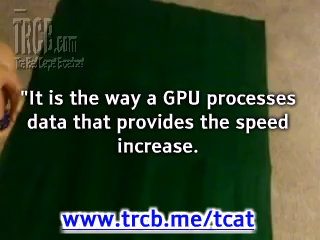 TRCB.com
"It is the way a GPU processes
data that provides the speed
increase.
www.trcb.me/tcat